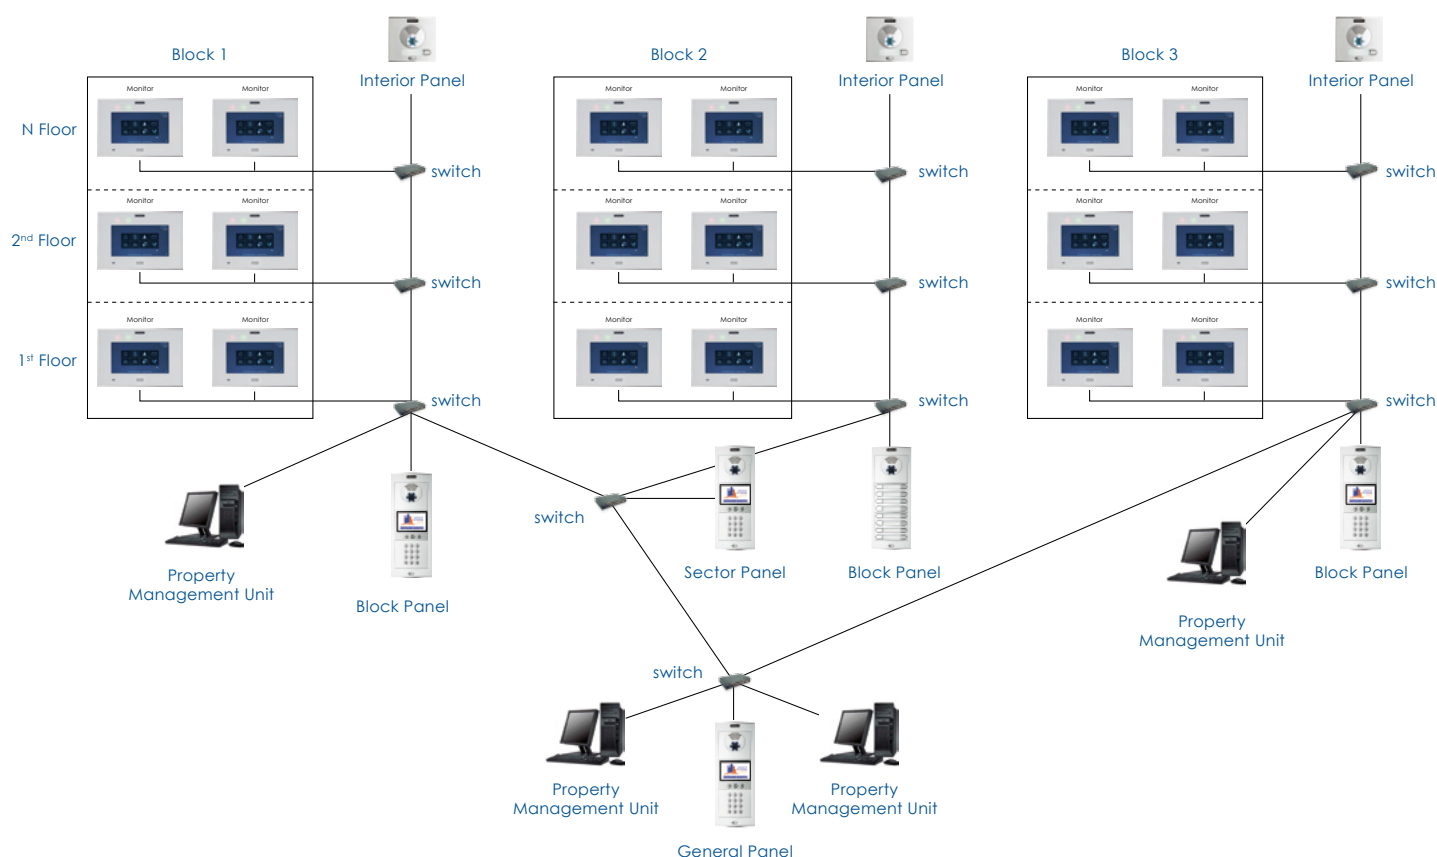 Block 1
Block 2
Block 3
Interior Panel
Interior Panel
Interior Panel
Monitor
Monitor
Monitor
Monitor
Monitor
Monitor
N Floor
switch
switch
switch
Monitor
Monitor
Monitor
Monitor
Monitor
Monitor
2nd Floor
switch
switch
switch
Monitor
Monitor
Monitor
Monitor
Monitor
Monitor
1st Floor
switch
switch
switch
switch
Sector Panel
Block Panel
Block Panel
Property
Management Unit
Block Panel
Property
Management Unit
switch
Property
Management Unit
Property
Management Unit
General Panel